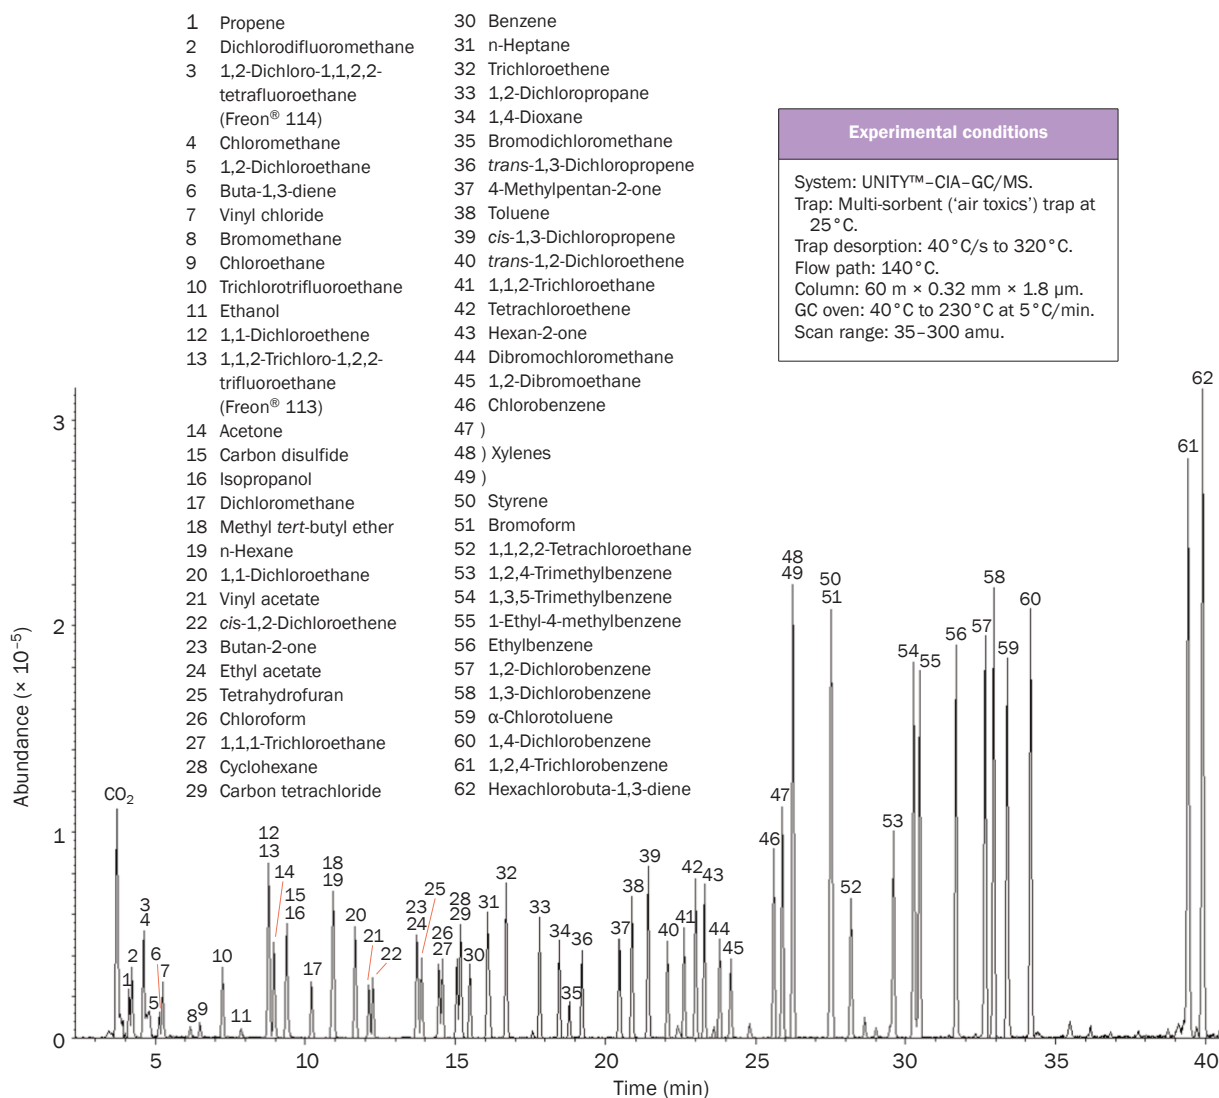 1 Propene
2 Dichlorodifluoromethane
3 1,2-Dichloro-1,1,2,2-
tetrafluoroethane
(Freon® 114)
4 Chloromethane
5 1,2-Dichloroethane
6 Buta-1,3-diene
7 Vinyl chloride
8 Bromomethane
9 Chloroethane
10 Trichlorotrifluoroethane
11 Ethanol
12 1,1-Dichloroethene
13 1,1,2-Trichloro-1,2,2-
trifluoroethane
(Freon® 113)
14 Acetone
15 Carbon disulfide
16 Isopropanol
17 Dichloromethane
18 Methyl tert-butyl ether
19 n-Hexane
20 1,1-Dichloroethane
21 Vinyl acetate
22 cis-1,2-Dichloroethene
23 Butan-2-one
24 Ethyl acetate
25 Tetrahydrofuran
26 Chloroform
27 1,1,1-Trichloroethane
28 Cyclohexane
29 Carbon tetrachloride
30 Benzene
31 n-Heptane
32 Trichloroethene
33 1,2-Dichloropropane
34 1,4-Dioxane
35 Bromodichloromethane
36 trans-1,3-Dichloropropene
37 4-Methylpentan-2-one
38 Toluene
39 cis-1,3-Dichloropropene
40 trans-1,2-Dichloroethene
41 1,1,2-Trichloroethane
42 Tetrachloroethene
43 Hexan-2-one
44 Dibromochloromethane
45 1,2-Dibromoethane
46 Chlorobenzene
47 )
48 ) Xylenes
49 )
50 Styrene
51 Bromoform
52 1,1,2,2-Tetrachloroethane
53 1,2,4-Trimethylbenzene
54 1,3,5-Trimethylbenzene
55 1-Ethyl-4-methylbenzene
56 Ethylbenzene
57 1,2-Dichlorobenzene
58 1,3-Dichlorobenzene
59 α-Chlorotoluene
60 1,4-Dichlorobenzene
61 1,2,4-Trichlorobenzene
62 Hexachlorobuta-1,3-diene
Experimental conditions
System: UNITY™–CIA–GC/MS.
Trap: Multi-sorbent (‘air toxics’) trap at
25°C.
Trap desorption: 40°C/s to 320°C.
Flow path: 140°C.
Column: 60 m × 0.32 mm × 1.8 µm.
GC oven: 40°C to 230°C at 5°C/min.
Scan range: 35–300 amu.
Abundance (× 10⁻⁵)
3
2
1
0
CO₂
1
2
3
4
5
6
7
8
9
10
11
12
13
14
15
16
17
18
19
20
21
22
23
24
25
26
27
28
29
30
31
32
33
34
35
36
37
38
39
40
41
42
43
44
45
46
47
48
49
50
51
52
53
54
55
56
57
58
59
60
61
62
5 10 15 20 25 30 35 40
Time (min)